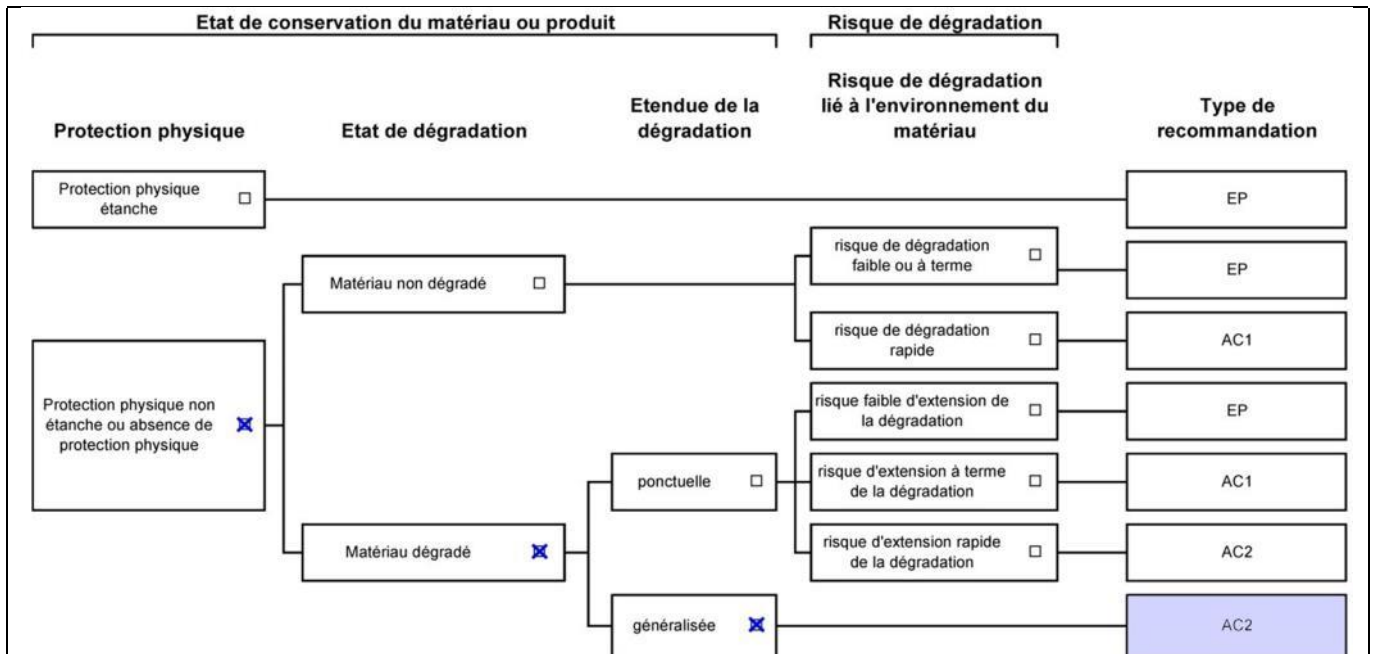 Etat de conservation du matériau ou produit
Risque de dégradation
Protection physique
Etat de dégradation
Etendue de la
dégradation
Risque de dégradation
lié à l'environnement du
matériau
Type de
recommandation
Protection physique
étanche
EP
Matériau non dégradé
risque de dégradation
faible ou à terme
EP
risque de dégradation
rapide
AC1
Protection physique non
étanche ou absence de
protection physique
Matériau dégradé
ponctuelle
risque faible d'extension de
la dégradation
EP
risque d'extension à terme
de la dégradation
AC1
risque d'extension rapide
de la dégradation
AC2
généralisée
AC2